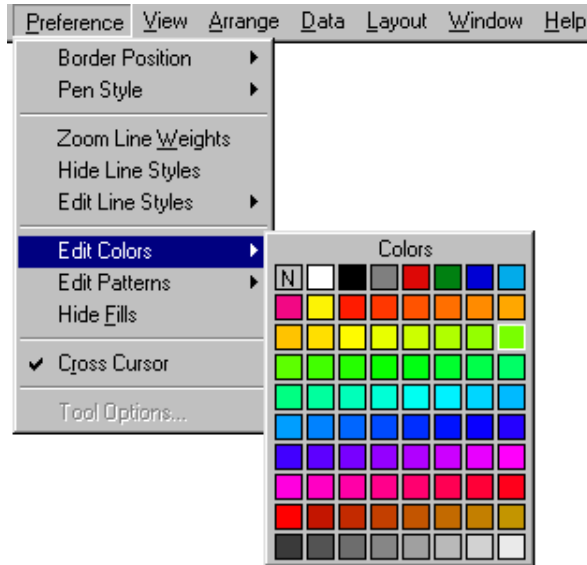 Preference View Arrange Data Layout Window Help
Border Position
Pen Style
Zoom Line Weights
Hide Line Styles
Edit Line Styles
Edit Colors
Colors
N
Edit Patterns
Hide Fills
Cross Cursor
Tool Options...